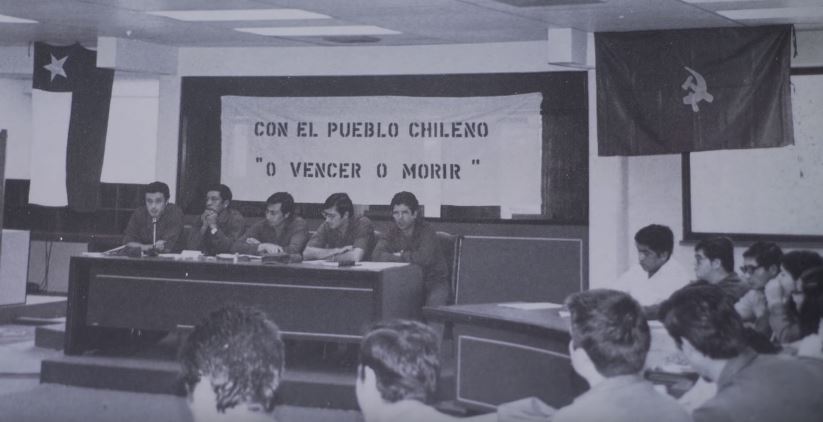 CON EL PUEBLO CHILENO
"O VENCER O MORIR"